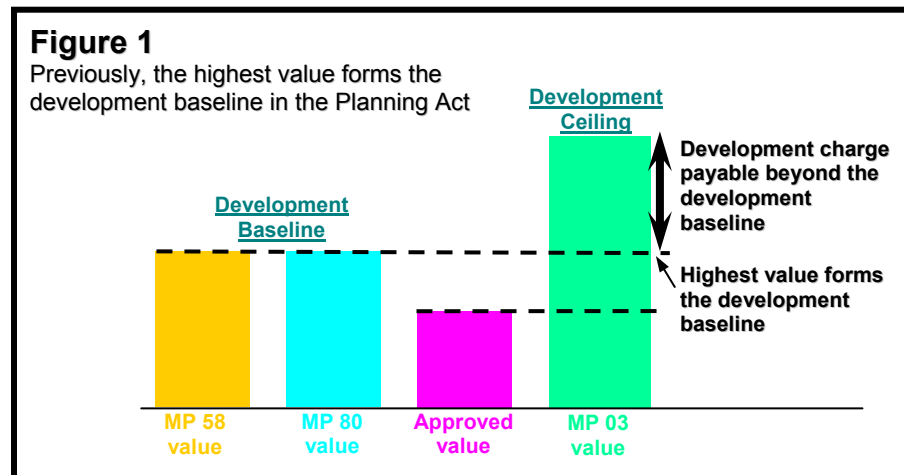 Figure 1
Previously, the highest value forms the
development baseline in the Planning Act
Development
Ceiling
Development charge
payable beyond the
development
baseline
Development
Baseline
Highest value forms
the development
baseline
MP 58
value
MP 80
value
Approved
value
MP 03
value